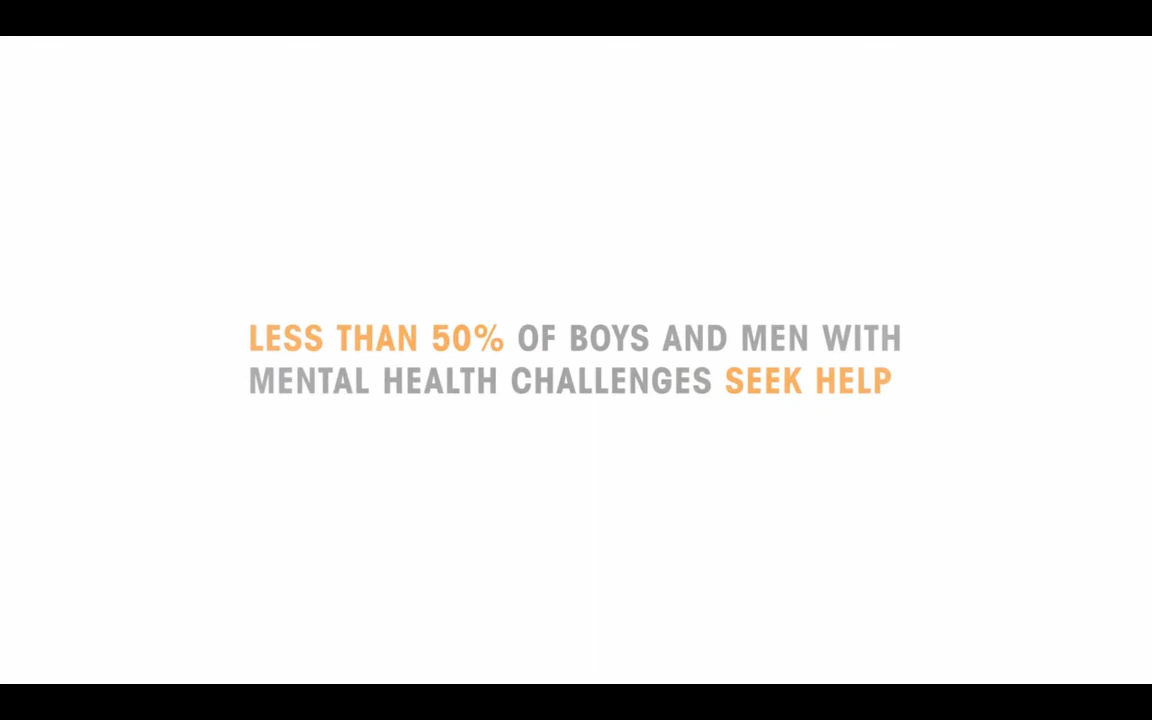 LESS THAN 50% OF BOYS AND MEN WITH
MENTAL HEALTH CHALLENGES SEEK HELP